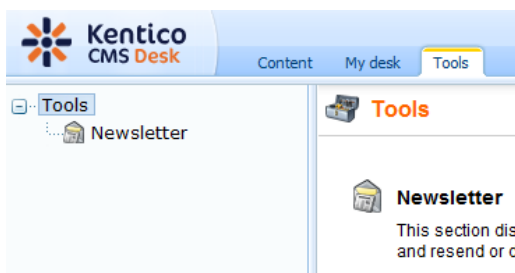 Kentico
CMS Desk
Content My desk Tools
Tools
Newsletter
Tools
Newsletter
This section dis
and resend or